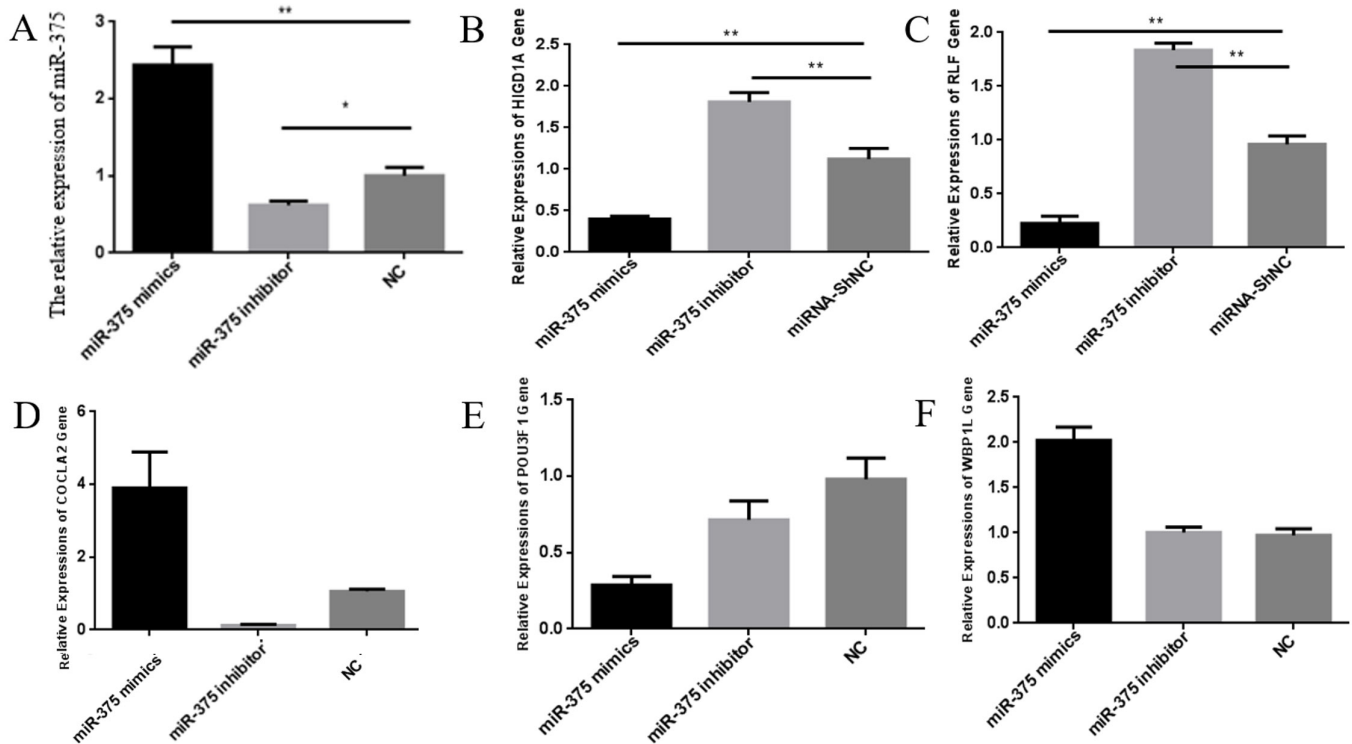 A
The relative expression of miR-375
3
2
1
0
**
*
miR-375 mimics
miR-375 inhibitor
NC
B
Relative Expressions of HIGD1A Gene
2.5
2.0
1.5
1.0
0.5
0.0
**
**
miR-375 mimics
miR-375 inhibitor
miRNA-ShNC
C
Relative Expressions of RLF Gene
2.0
1.5
1.0
0.5
0.0
**
**
miR-375 mimics
miR-375 inhibitor
miRNA-ShNC
D
Relative Expressions of COCLA2 Gene
6
4
2
0
miR-375 mimics
miR-375 inhibitor
NC
E
Relative Expressions of POU3F1 Gene
1.5
1.0
0.5
0.0
miR-375 mimics
miR-375 inhibitor
NC
F
Relative Expressions of WBP1L Gene
2.5
2.0
1.5
1.0
0.5
0.0
miR-375 mimics
miR-375 inhibitor
NC